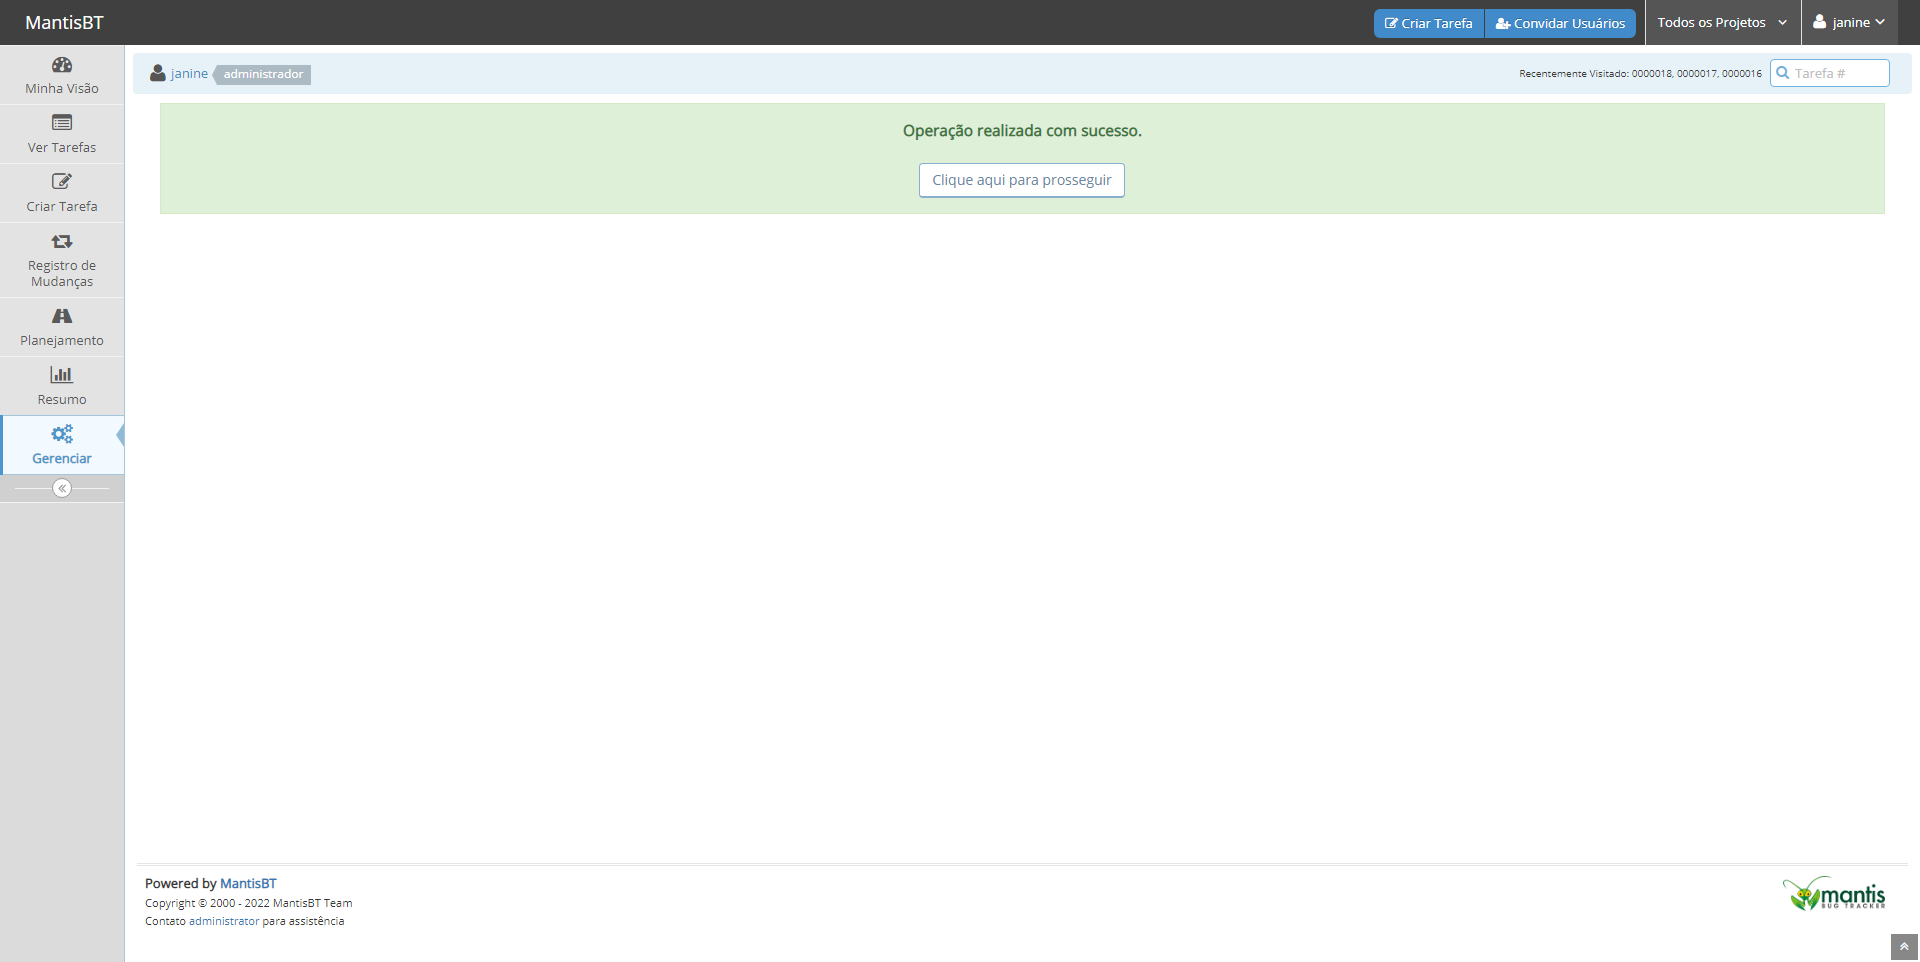 MantisBT
Criar Tarefa
Convidar Usuários
Todos os Projetos
janine
Minha Visão
Ver Tarefas
Criar Tarefa
Registro de
Mudanças
Planejamento
Resumo
Gerenciar
janine administrador
Recentemente Visitado: 0000018, 0000017, 0000016
Tarefa #
Operação realizada com sucesso.
Clique aqui para prosseguir
Powered by MantisBT
Copyright © 2000 - 2022 MantisBT Team
Contato administrator para assistência
mantis
BUG TRACKER